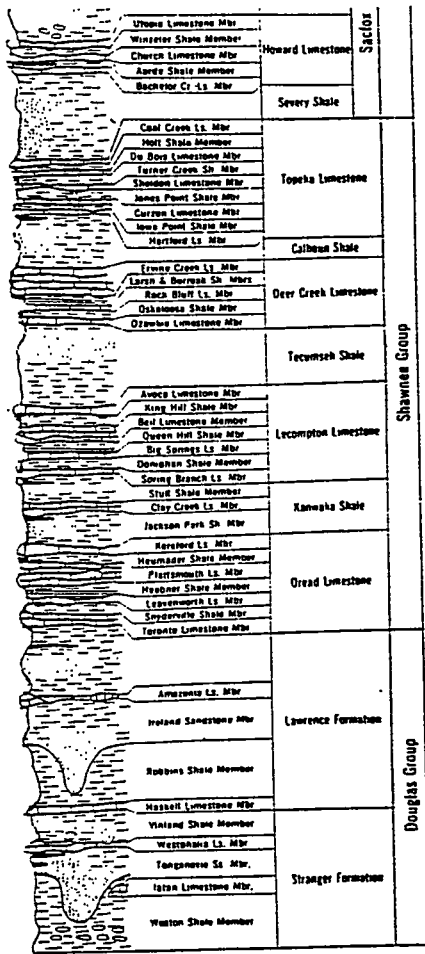 Utopia Limestone Mbr
Winzeler Shale Member
Church Limestone Mbr
Aarde Shale Member
Bachelor Cr Ls. Mbr
Howard Limestone
Severy Shale
Sacfox
Coal Creek Ls. Mbr
Holt Shale Member
Du Bois Limestone Mbr
Turner Creek Sh. Mbr
Sheldon Limestone Mbr
Jones Point Shale Mbr
Curzon Limestone Mbr
Iowa Point Shale Mbr
Hartford Ls. Mbr
Topeka Limestone
Calhoun Shale
Ervine Creek Ls. Mbr
Larsh & Burroak Sh. Mbrs
Rock Bluff Ls. Mbr
Oskaloosa Shale Mbr
Ozawkie Limestone Mbr
Deer Creek Limestone
Tecumseh Shale
Avoca Limestone Mbr
King Hill Shale Mbr
Beil Limestone Member
Queen Hill Shale Mbr
Big Springs Ls. Mbr
Doniphan Shale Member
Spring Branch Ls. Mbr
Lecompton Limestone
Stull Shale Member
Clay Creek Ls. Mbr
Jackson Park Sh. Mbr
Kanwaka Shale
Kereford Ls. Mbr
Heumader Shale Member
Plattsmouth Ls. Mbr
Heebner Shale Member
Leavenworth Ls. Mbr
Snyderville Shale Mbr
Toronto Limestone Mbr
Oread Limestone
Shawnee Group
Amazonia Ls. Mbr
Ireland Sandstone Mbr
Robbins Shale Member
Haskell Limestone Mbr
Lawrence Formation
Vinland Shale Member
Westphalia Ls. Mbr
Tonganoxie Ss. Mbr.
Iatan Limestone Mbr.
Weston Shale Member
Stranger Formation
Douglas Group